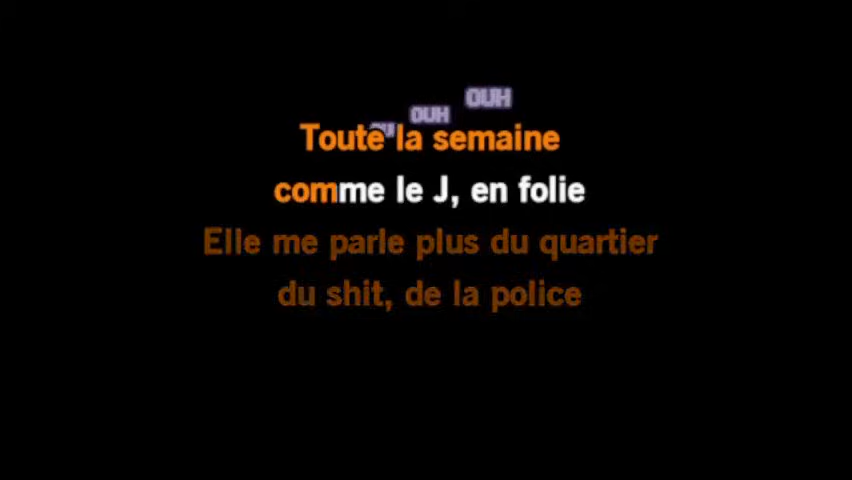 OUH
OUH
OU
Toute la semaine
comme le J, en folie
Elle me parle plus du quartier
du shit, de la police